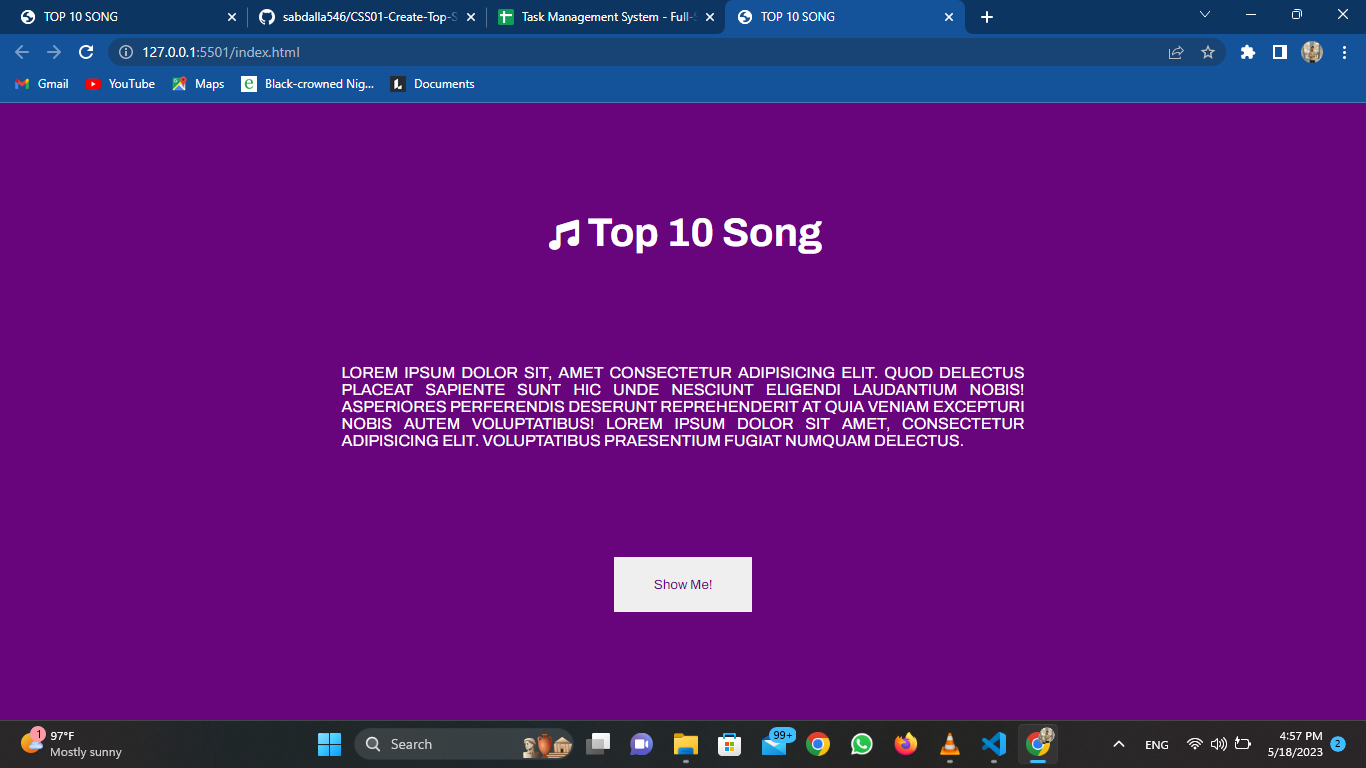 TOP 10 SONG
sabdalla546/CSS01-Create-Top-S
Task Management System - Full-S
TOP 10 SONG
127.0.0.1:5501/index.html
Gmail
YouTube
Maps
Black-crowned Nig...
Documents
Top 10 Song
LOREM IPSUM DOLOR SIT, AMET CONSECTETUR ADIPISICING ELIT. QUOD DELECTUS
PLACEAT SAPIENTE SUNT HIC UNDE NESCIUNT ELIGENDI LAUDANTIUM NOBIS!
ASPERIORES PERFERENDIS DESERUNT REPREHENDERIT AT QUIA VENIAM EXCEPTURI
NOBIS AUTEM VOLUPTATIBUS! LOREM IPSUM DOLOR SIT AMET, CONSECTETUR
ADIPISICING ELIT. VOLUPTATIBUS PRAESENTIUM FUGIAT NUMQUAM DELECTUS.
Show Me!
1
97°F
Mostly sunny
Search
99+
ENG
4:57 PM
5/18/2023
2